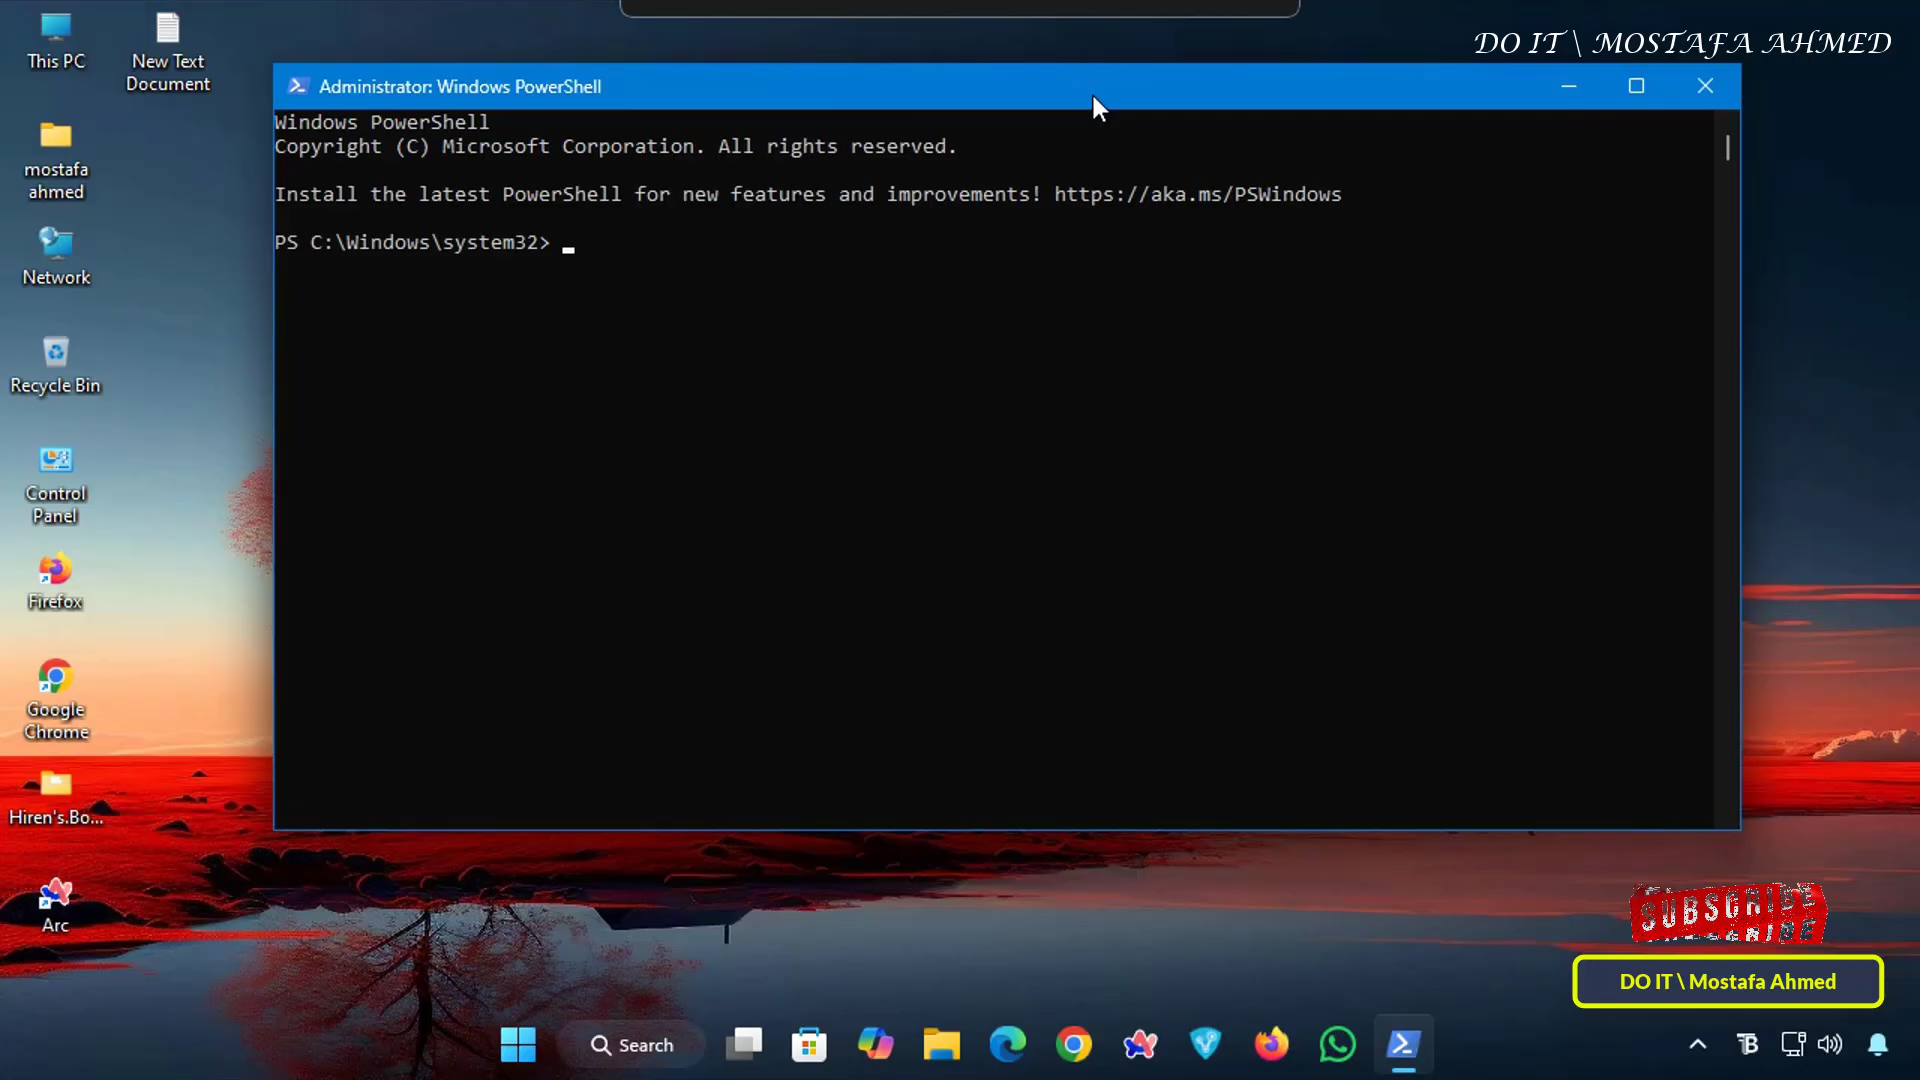 DO IT \ MOSTAFA AHMED
This PC
New Text
Document
mostafa
ahmed
Network
Recycle Bin
Control
Panel
Firefox
Google
Chrome
Hiren's.Bo...
Arc
Administrator: Windows PowerShell
Windows PowerShell
Copyright (C) Microsoft Corporation. All rights reserved.
Install the latest PowerShell for new features and improvements! https://aka.ms/PSWindows
PS C:\Windows\system32>
SUBSCRIBE
DO IT \ Mostafa Ahmed
Search